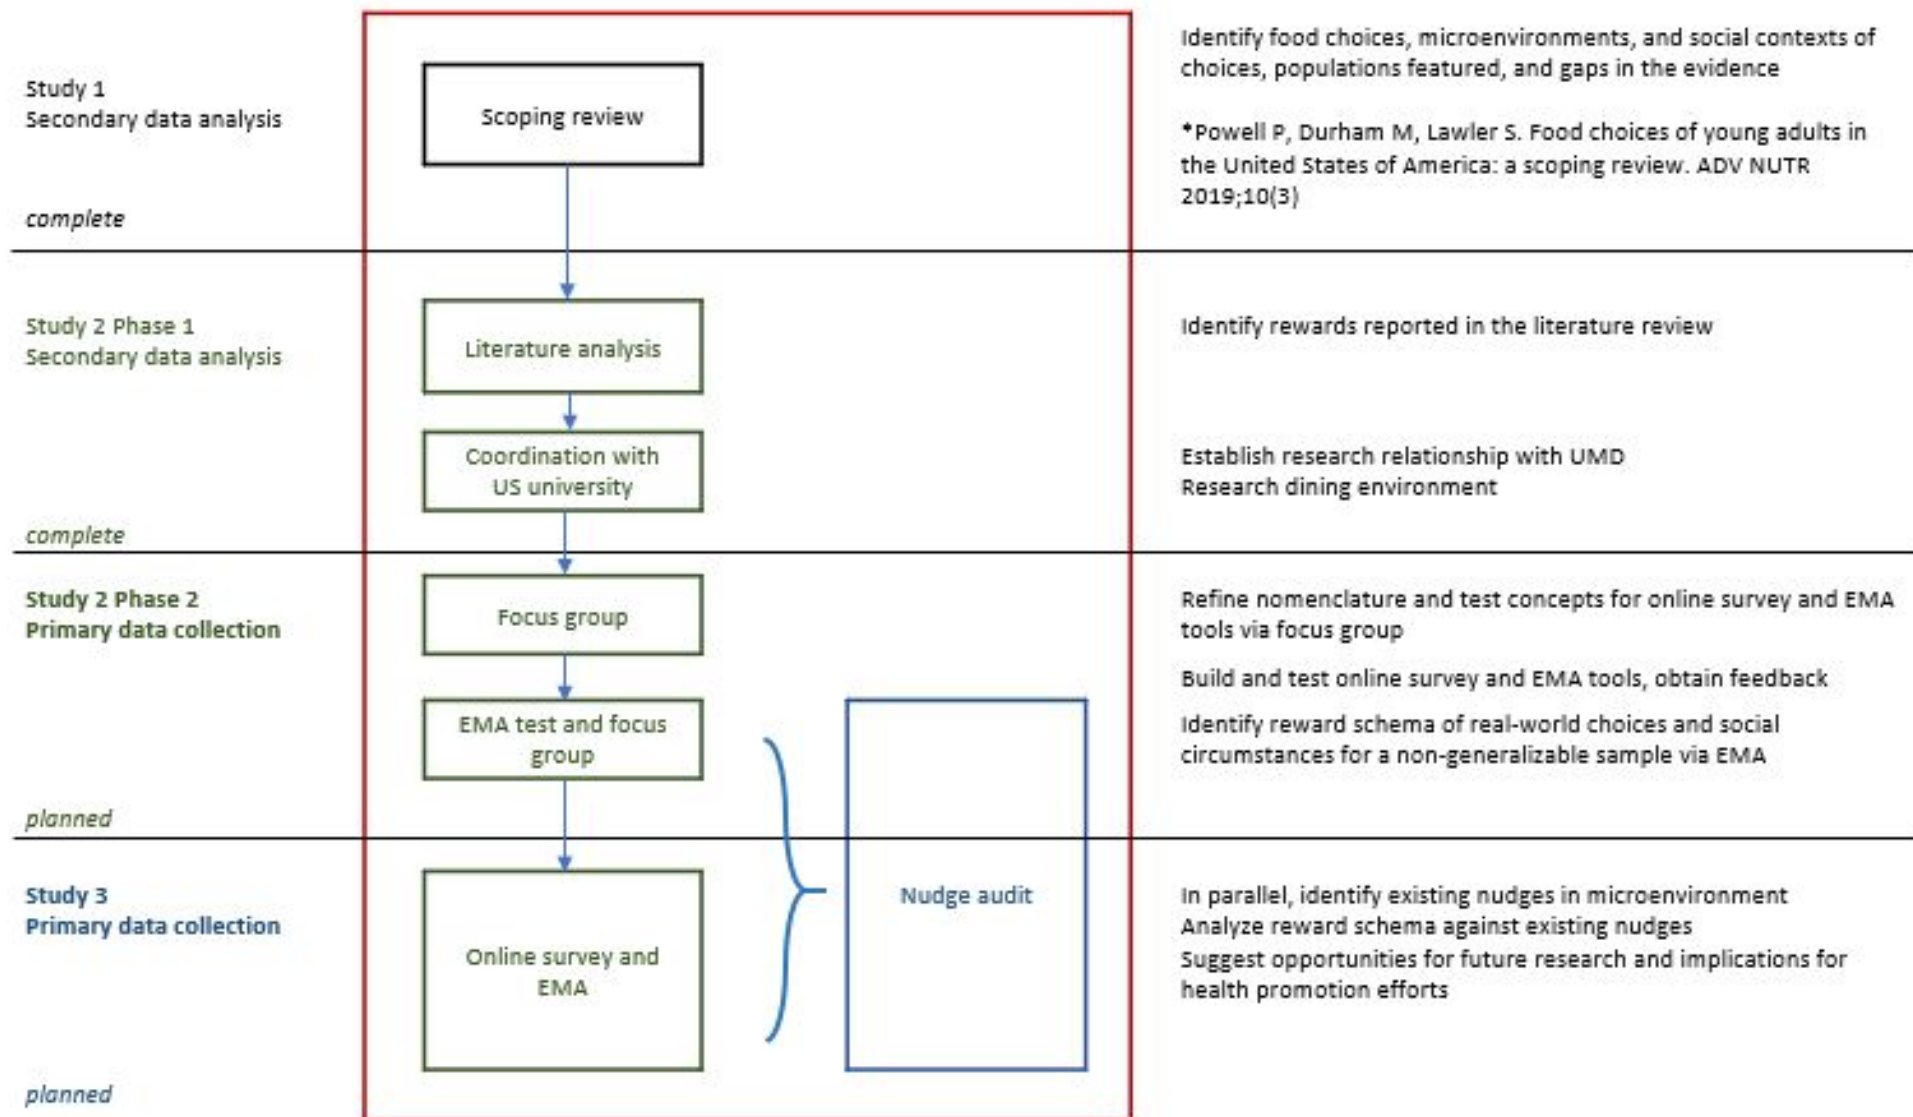 Study 1
Secondary data analysis
complete
Scoping review
Identify food choices, microenvironments, and social contexts of
choices, populations featured, and gaps in the evidence
*Powell P, Durham M, Lawler S. Food choices of young adults in
the United States of America: a scoping review. ADV NUTR
2019;10(3)
Study 2 Phase 1
Secondary data analysis
complete
Literature analysis
Coordination with
US university
Identify rewards reported in the literature review
Establish research relationship with UMD
Research dining environment
Study 2 Phase 2
Primary data collection
planned
Focus group
EMA test and focus
group
Refine nomenclature and test concepts for online survey and EMA
tools via focus group
Build and test online survey and EMA tools, obtain feedback
Identify reward schema of real-world choices and social
circumstances for a non-generalizable sample via EMA
Study 3
Primary data collection
planned
Online survey and
EMA
Nudge audit
In parallel, identify existing nudges in microenvironment
Analyze reward schema against existing nudges
Suggest opportunities for future research and implications for
health promotion efforts